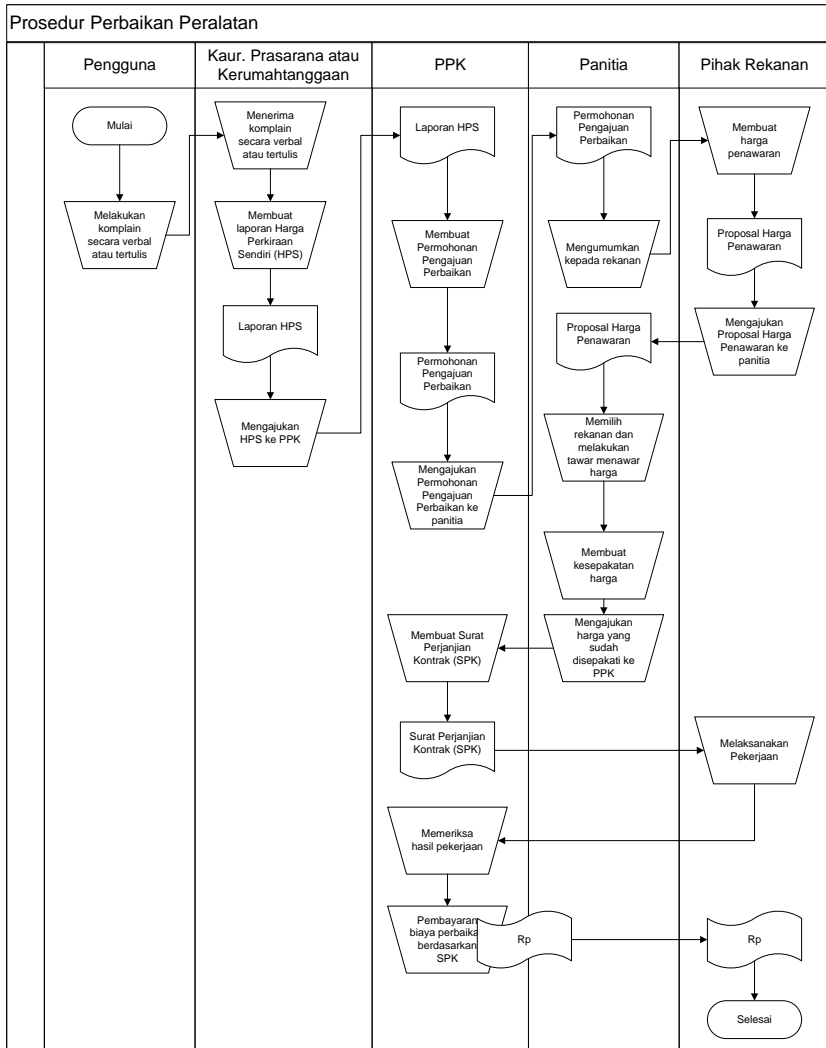 Prosedur Perbaikan Peralatan
Pengguna
Kaur. Prasarana atau
Kerumahtanggaan
PPK
Panitia
Pihak Rekanan
Mulai
Melakukan
komplain
secara verbal
atau tertulis
Menerima
komplain
secara verbal
atau tertulis
Membuat
laporan Harga
Perkiraan
Sendiri (HPS)
Laporan HPS
Mengajukan
HPS ke PPK
Laporan HPS
Membuat
Permohonan
Pengajuan
Perbaikan
Permohonan
Pengajuan
Perbaikan
Mengajukan
Permohonan
Pengajuan
Perbaikan ke
panitia
Permohonan
Pengajuan
Perbaikan
Mengumumkan
kepada rekanan
Membuat
harga
penawaran
Proposal Harga
Penawaran
Mengajukan
Proposal Harga
Penawaran ke
panitia
Proposal Harga
Penawaran
Memilih
rekanan dan
melakukan
tawar menawar
harga
Membuat
kesepakatan
harga
Mengajukan
harga yang
sudah
disepakati ke
PPK
Membuat Surat
Perjanjian
Kontrak (SPK)
Surat Perjanjian
Kontrak (SPK)
Melaksanakan
Pekerjaan
Memeriksa
hasil pekerjaan
Pembayaran
biaya perbaika
berdasarkan
SPK
Rp
Rp
Selesai